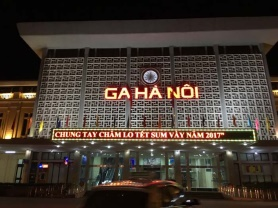 GA HÀ NỘI
CHUNG TAY CHĂM LO TẾT SUM VẦY NĂM 2017"